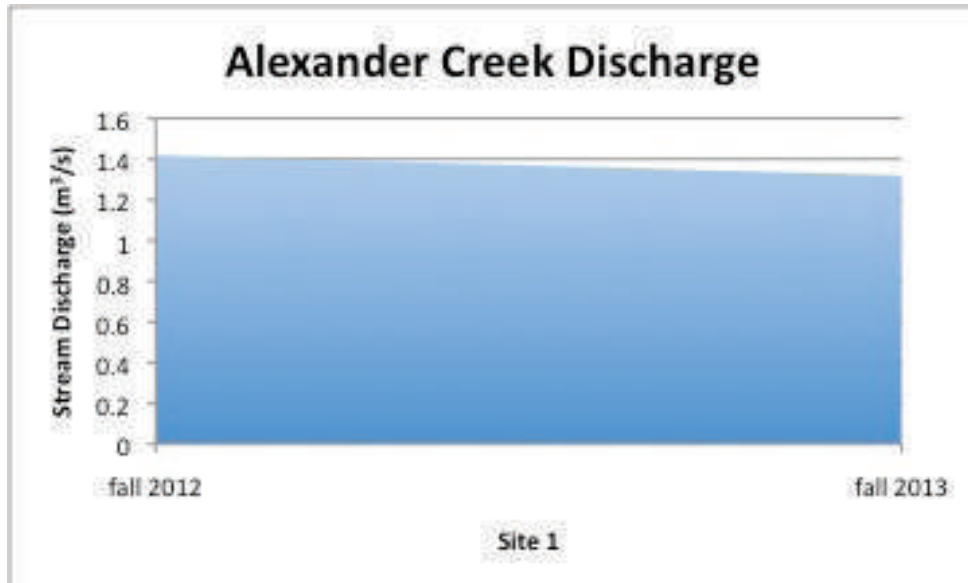 Alexander Creek Discharge
Stream Discharge (m³/s)
1.6
1.4
1.2
1
0.8
0.6
0.4
0.2
0
fall 2012
fall 2013
Site 1